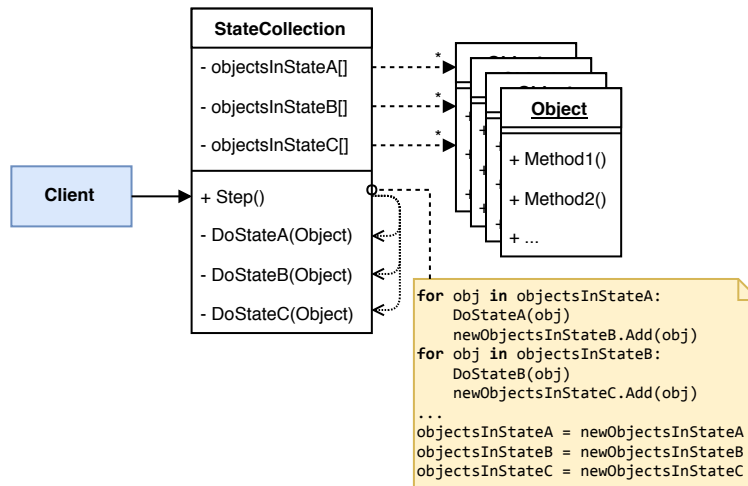 StateCollection
- objectsInStateA[]
- objectsInStateB[]
- objectsInStateC[]
+ Step()
- DoStateA(Object)
- DoStateB(Object)
- DoStateC(Object)
Client
*
*
*
Object
+ Method1()
+ Method2()
+ ...
for obj in objectsInStateA:
DoStateA(obj)
newObjectsInStateB.Add(obj)
for obj in objectsInStateB:
DoStateB(obj)
newObjectsInStateC.Add(obj)
...
objectsInStateA = newObjectsInStateA
objectsInStateB = newObjectsInStateB
objectsInStateC = newObjectsInStateC